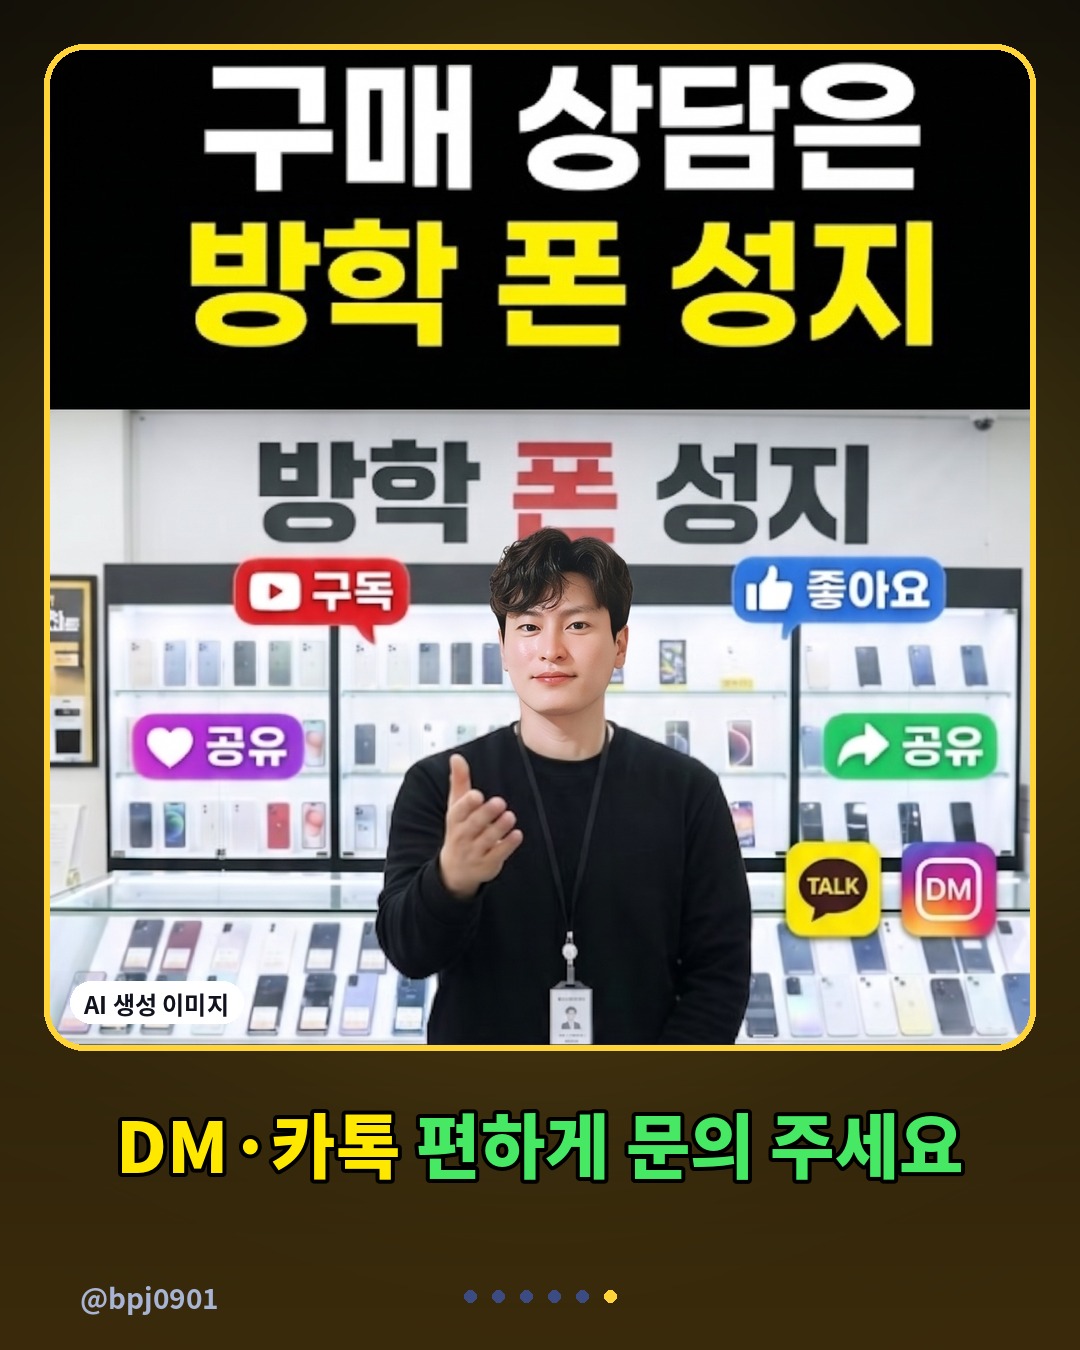 구매 상담은
방학 폰 성지
방학 폰 성지
구독
좋아요
공유
공유
TALK
DM
AI 생성 이미지
DM·카톡 편하게 문의 주세요
@bpj0901